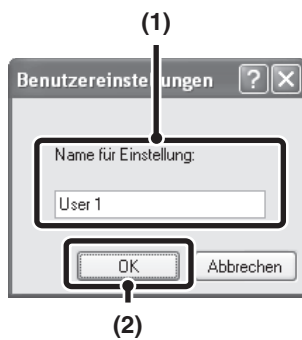 (1)
Benutzereinstellungen
Name für Einstellung:
User 1
OK Abbrechen
(2)